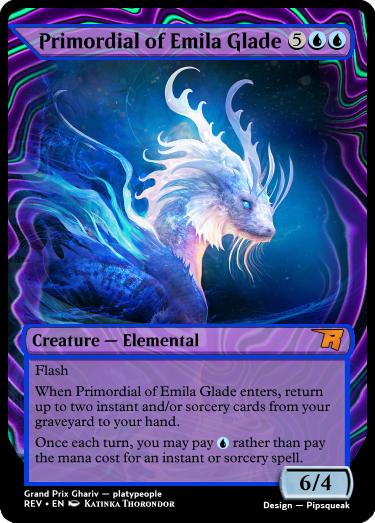 Primordial of Emila Glade 5
Creature — Elemental
Flash
When Primordial of Emila Glade enters, return
up to two instant and/or sorcery cards from your
graveyard to your hand.
Once each turn, you may pay rather than pay
the mana cost for an instant or sorcery spell.
6/4
Grand Prix Ghariv — platypeople
REV • EN Katinka Thorondor
Design — Pipsqueak